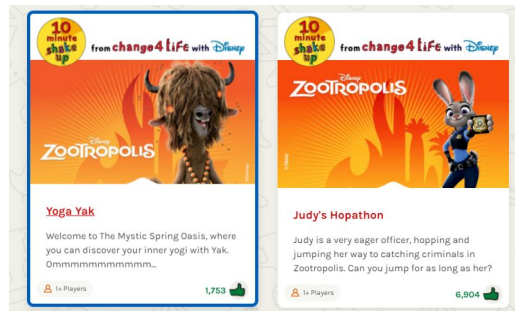 10
minute
shake
up
from change4Life with Disney
Disney
ZOOTROPOLIS
Yoga Yak
Welcome to The Mystic Spring Oasis, where
you can discover your inner yogi with Yak.
Ommmmmmmmmm...
1+ Players
1,753
10
minute
shake
up
from change4Life with Disney
Disney
ZOOTROPOLIS
© Disney
Judy's Hopathon
Judy is a very eager officer, hopping and
jumping her way to catching criminals in
Zootropolis. Can you jump for as long as her?
1+ Players
6,904